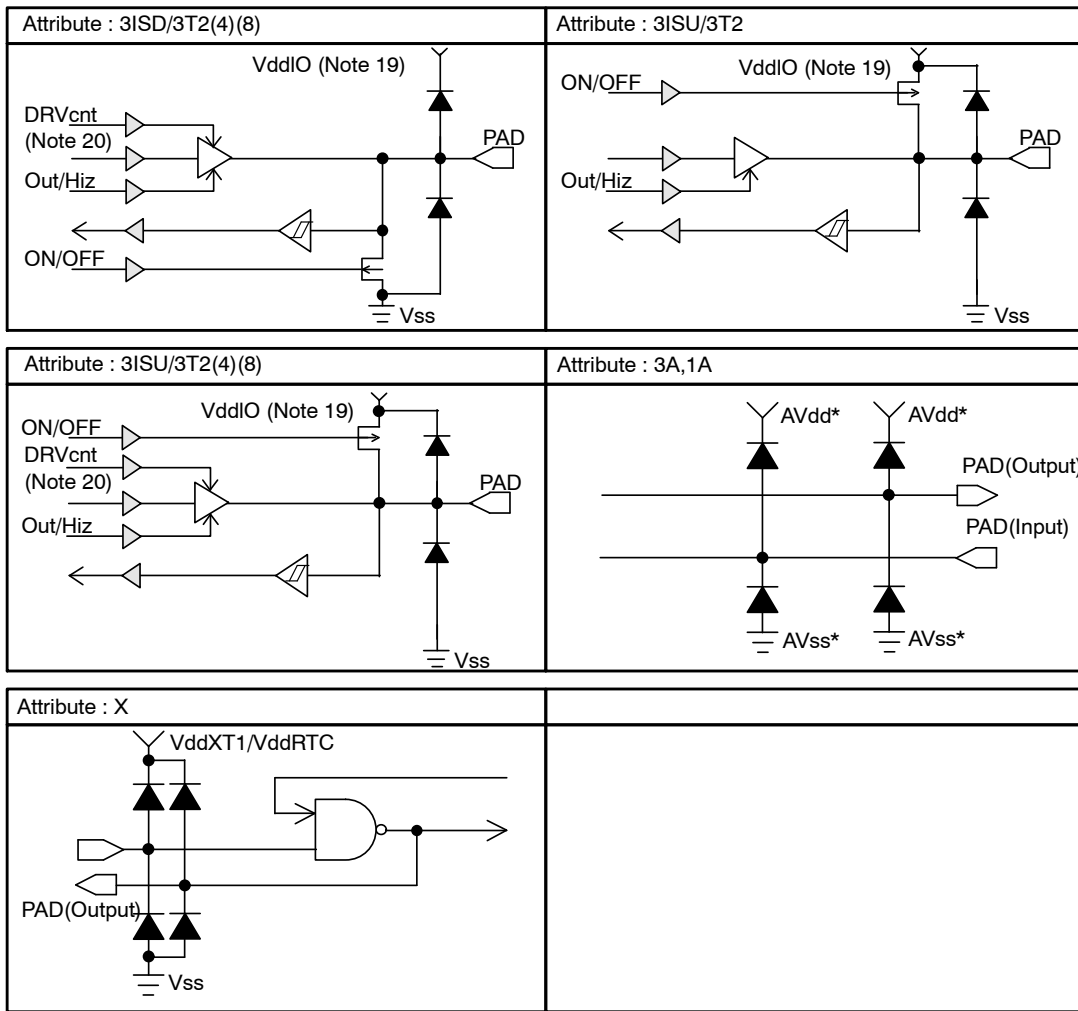 Attribute : 3ISD/3T2(4)(8)
VddIO (Note 19)
DRVcnt
(Note 20)
Out/Hiz
ON/OFF
PAD
Vss
Attribute : 3ISU/3T2
VddIO (Note 19)
ON/OFF
PAD
Out/Hiz
Vss
Attribute : 3ISU/3T2(4)(8)
VddIO (Note 19)
ON/OFF
DRVcnt
(Note 20)
Out/Hiz
PAD
Vss
Attribute : 3A,1A
AVdd*
AVdd*
PAD(Output)
PAD(Input)
AVss*
AVss*
Attribute : X
VddXT1/VddRTC
PAD(Output)
Vss